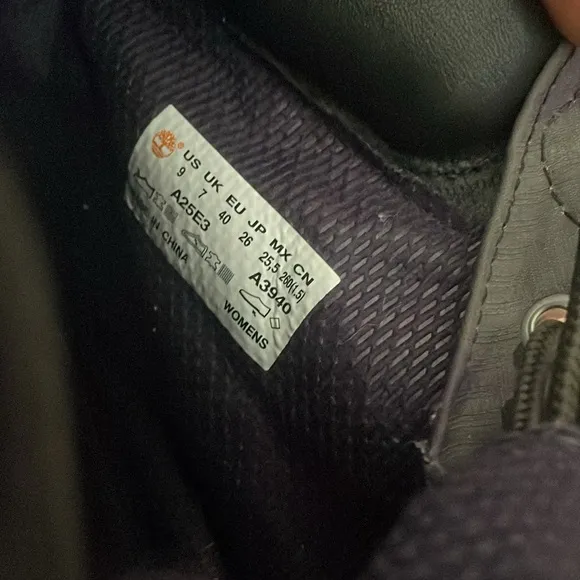 US UK EU JP MX CN
9 7 40 26 25,5 260(1.5)
A25E3 A3940
IN CHINA
WOMENS